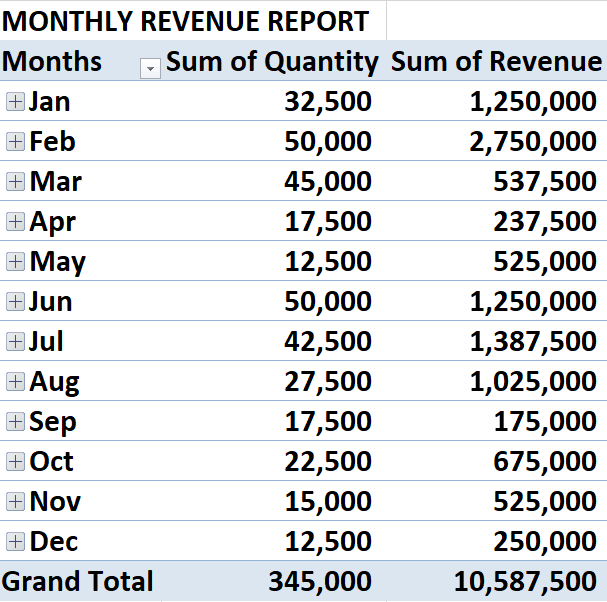 MONTHLY REVENUE REPORT
Months Sum of Quantity Sum of Revenue
Jan 32,500 1,250,000
Feb 50,000 2,750,000
Mar 45,000 537,500
Apr 17,500 237,500
May 12,500 525,000
Jun 50,000 1,250,000
Jul 42,500 1,387,500
Aug 27,500 1,025,000
Sep 17,500 175,000
Oct 22,500 675,000
Nov 15,000 525,000
Dec 12,500 250,000
Grand Total 345,000 10,587,500